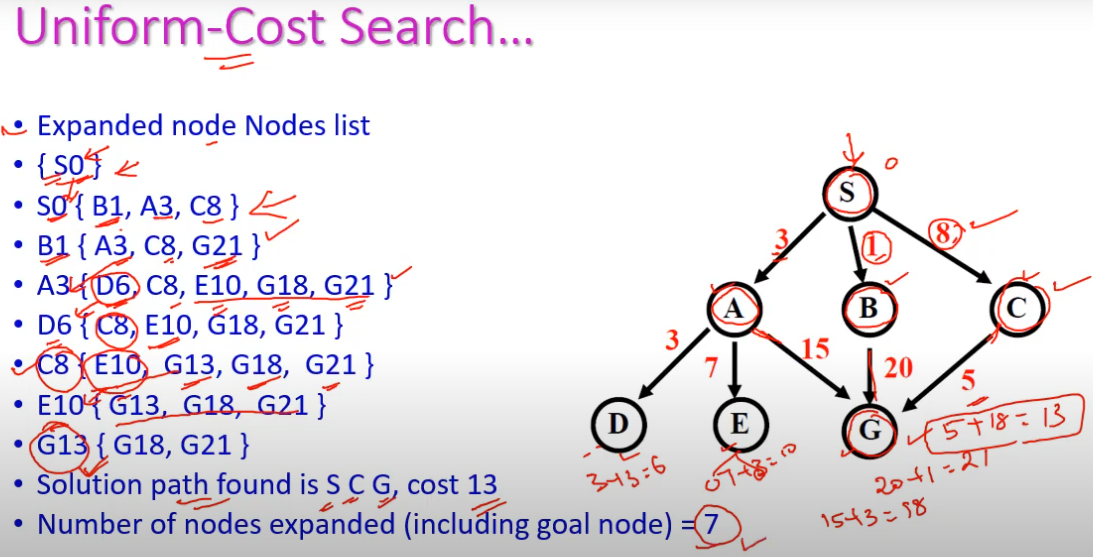 Uniform-Cost Search...
• Expanded node Nodes list
• { S0 }
• S0 { B1, A3, C8 }
• B1 { A3, C8, G21 }
• A3 { D6, C8, E10, G18, G21 }
• D6 { C8, E10, G18, G21 }
• C8 { E10, G13, G18, G21 }
• E10 { G13, G18, G21 }
• G13 { G18, G21 }
• Solution path found is S C G, cost 13
• Number of nodes expanded (including goal node) = 7
0
S
3 1 8
A B C
3 7 15 20 5
D E G
5+18=13
3+3=6
20+1=21
15+3=18